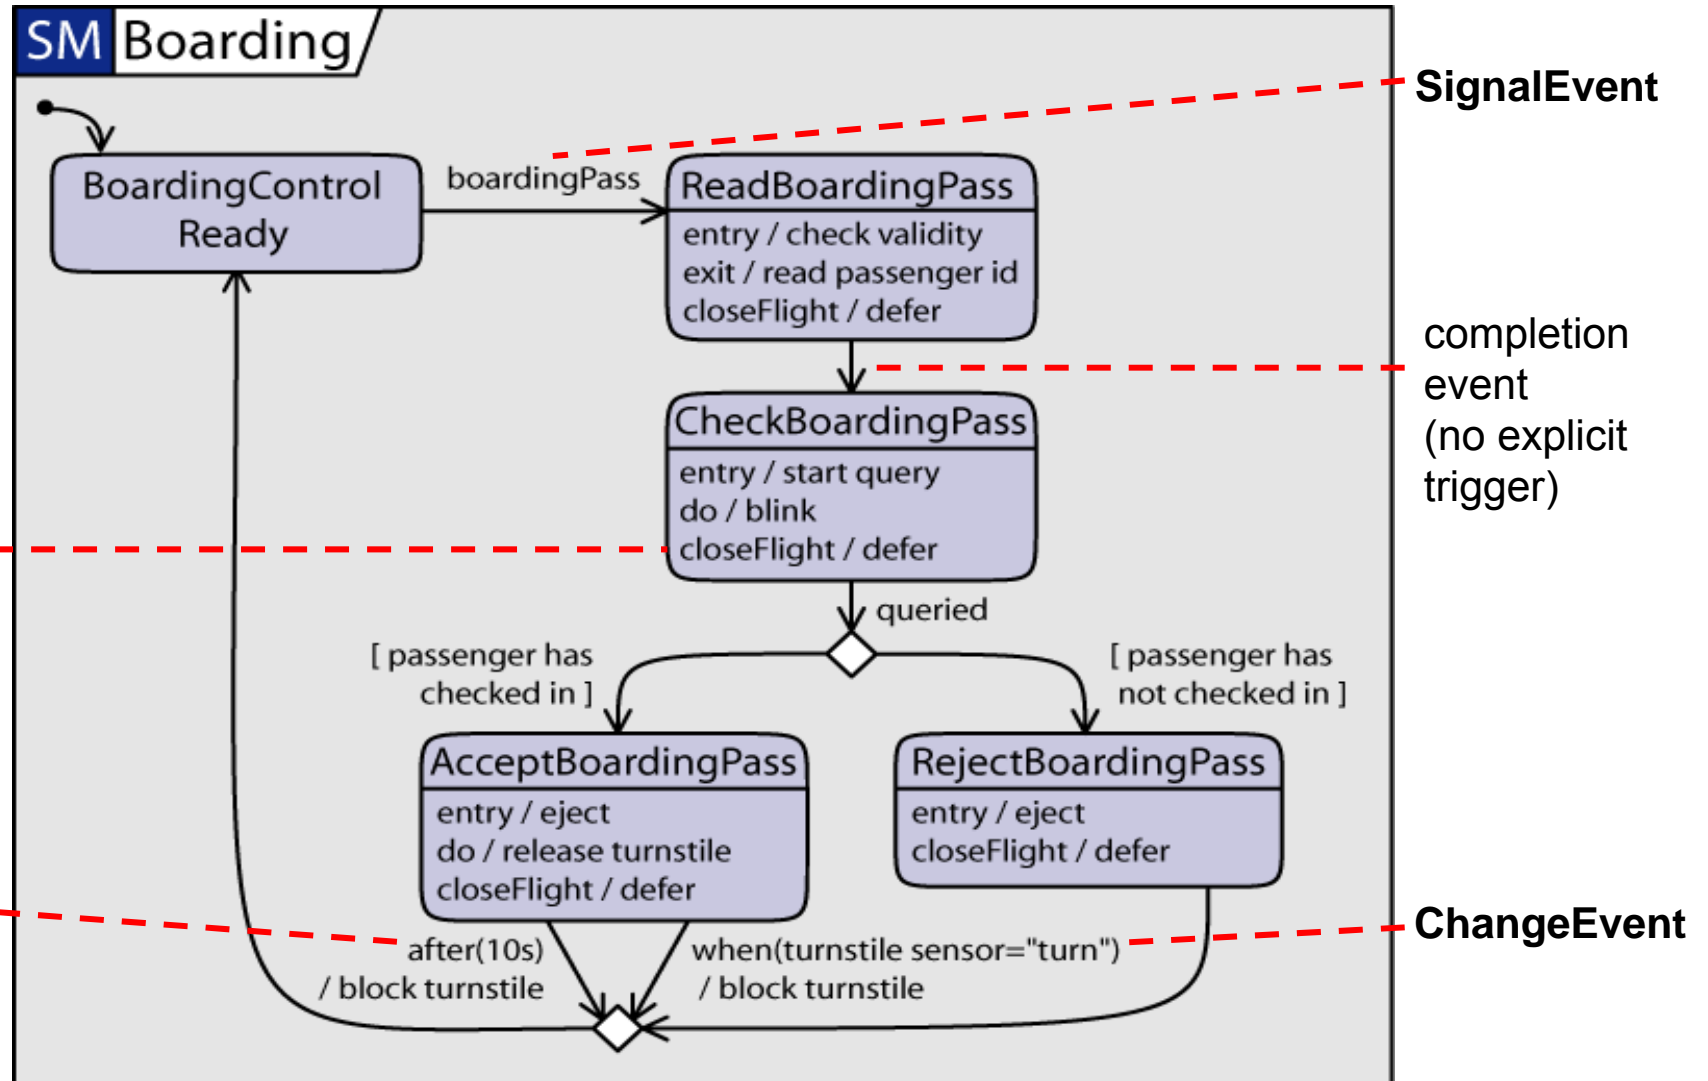 SM Boarding
SignalEvent
BoardingControl
Ready
boardingPass
ReadBoardingPass
entry / check validity
exit / read passenger id
closeFlight / defer
completion
event
(no explicit
trigger)
CheckBoardingPass
entry / start query
do / blink
closeFlight / defer
queried
[ passenger has
checked in ]
[ passenger has
not checked in ]
AcceptBoardingPass
entry / eject
do / release turnstile
closeFlight / defer
RejectBoardingPass
entry / eject
closeFlight / defer
ChangeEvent
after(10s)
/ block turnstile
when(turnstile sensor="turn")
/ block turnstile